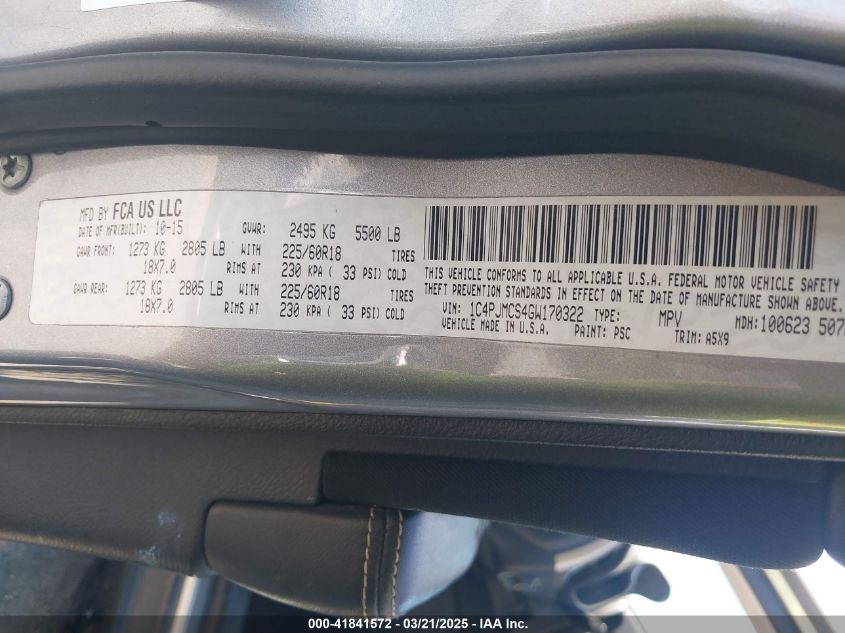 MFD BY FCA US LLC
DATE OF MFR(BUILT): 10-15 GVWR: 2495 KG 5500 LB
GAWR FRONT: 1273 KG 2805 LB WITH 225/60R18 TIRES
18X7.0 RIMS AT 230 KPA ( 33 PSI) COLD
GAWR REAR: 1273 KG 2805 LB WITH 225/60R18 TIRES
18X7.0 RIMS AT 230 KPA ( 33 PSI) COLD
THIS VEHICLE CONFORMS TO ALL APPLICABLE U.S.A. FEDERAL MOTOR VEHICLE SAFETY
THEFT PREVENTION STANDARDS IN EFFECT ON THE DATE OF MANUFACTURE SHOWN ABOVE.
VIN: 1C4PJMCS4GW170322 TYPE: MPV MDH: 100623 507
VEHICLE MADE IN U.S.A. PAINT: PSC TRIM: A5X9
000-41841572 - 03/21/2025 - IAA Inc.